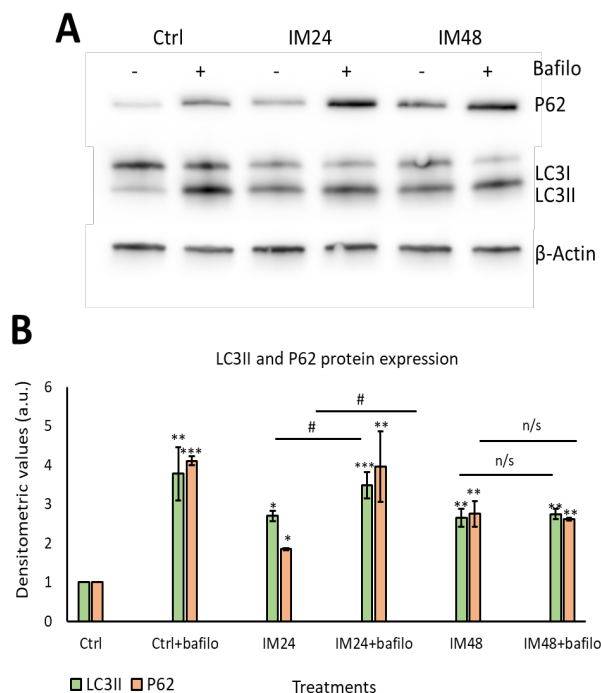 A
Ctrl IM24 IM48
- + - + - + Bafilo
P62
LC3I
LC3II
β-Actin
B
LC3II and P62 protein expression
Densitometric values (a.u.)
6
5
4
3
2
1
0
** *** * * # # *** ** ** ** n/s n/s ** **
Ctrl Ctrl+bafilo IM24 IM24+bafilo IM48 IM48+bafilo
LC3II P62 Treatments